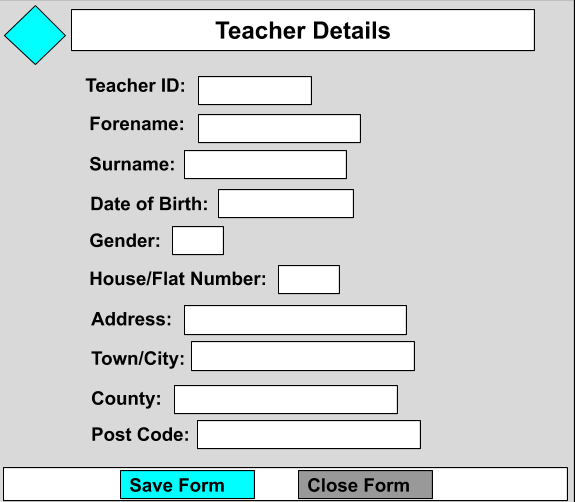 Teacher Details
Teacher ID:
Forename:
Surname:
Date of Birth:
Gender:
House/Flat Number:
Address:
Town/City:
County:
Post Code:
Save Form
Close Form